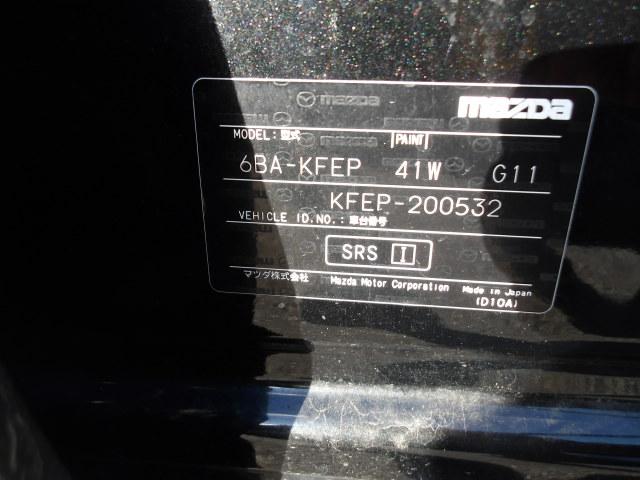 mazda
MODEL:型式 PAINT
6BA-KFEP 41W G11
KFEP-200532
VEHICLE ID.NO.:車台番号
SRS I
マツダ株式会社 Mazda Motor Corporation Made in Japan
(D10A)